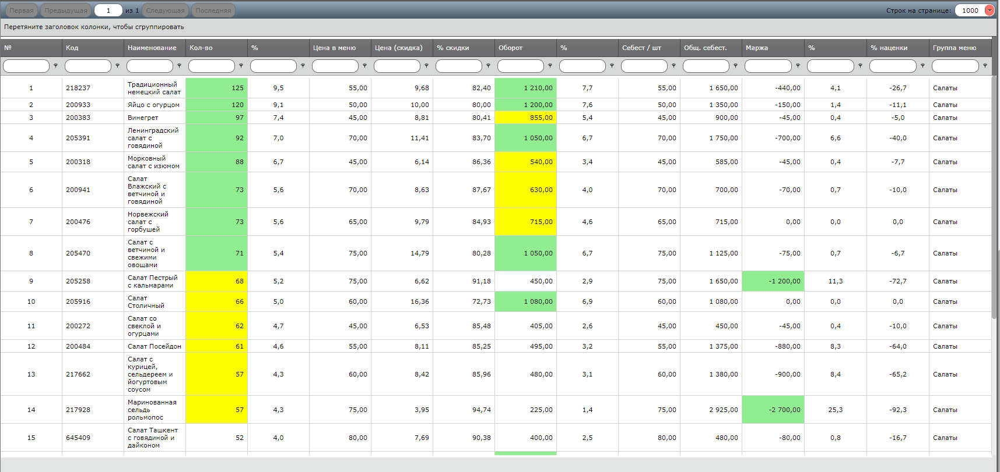 Первая Предыдущая 1 из 1 Следующая Последняя Строк на странице: 1000
Перетяните заголовок колонки, чтобы сгруппировать
№ Код Наименование Кол-во % Цена в меню Цена (скидка) % скидки Оборот % Себест / шт Общ. себест. Маржа % % наценки Группа меню
1 218237 Традиционный немецкий салат 125 9,5 55,00 9,68 82,40 1 210,00 7,7 55,00 1 650,00 -440,00 4,1 -26,7 Салаты
2 200933 Яйцо с огурцом 120 9,1 50,00 10,00 80,00 1 200,00 7,6 50,00 1 350,00 -150,00 1,4 -11,1 Салаты
3 200383 Винегрет 97 7,4 45,00 8,81 80,41 855,00 5,4 45,00 900,00 -45,00 0,4 -5,0 Салаты
4 205391 Ленинградский салат с говядиной 92 7,0 70,00 11,41 83,70 1 050,00 6,7 70,00 1 750,00 -700,00 6,6 -40,0 Салаты
5 200318 Морковный салат с изюмом 88 6,7 45,00 6,14 86,36 540,00 3,4 45,00 585,00 -45,00 0,4 -7,7 Салаты
6 200941 Салат Влажский с ветчиной и говядиной 73 5,6 70,00 8,63 87,67 630,00 4,0 70,00 700,00 -70,00 0,7 -10,0 Салаты
7 200476 Норвежский салат с горбушей 73 5,6 65,00 9,79 84,93 715,00 4,6 65,00 715,00 0,00 0,0 0,0 Салаты
8 205470 Салат с ветчиной и свежими овощами 71 5,4 75,00 14,79 80,28 1 050,00 6,7 75,00 1 125,00 -75,00 0,7 -6,7 Салаты
9 205258 Салат Пестрый с кальмарами 68 5,2 75,00 6,62 91,18 450,00 2,9 75,00 1 650,00 -1 200,00 11,3 -72,7 Салаты
10 205916 Салат Столичный 66 5,0 60,00 16,36 72,73 1 080,00 6,9 60,00 1 080,00 0,00 0,0 0,0 Салаты
11 200272 Салат со свеклой и огурцами 62 4,7 45,00 6,53 85,48 405,00 2,6 45,00 450,00 -45,00 0,4 -10,0 Салаты
12 200484 Салат Посейдон 61 4,6 55,00 8,11 85,25 495,00 3,2 55,00 1 375,00 -880,00 8,3 -64,0 Салаты
13 217662 Салат с курицей, сельдереем и йогуртовым соусом 57 4,3 60,00 8,42 85,96 480,00 3,1 60,00 1 380,00 -900,00 8,4 -65,2 Салаты
14 217928 Маринованная сельдь рольмопос 57 4,3 75,00 3,95 94,74 225,00 1,4 75,00 2 925,00 -2 700,00 25,3 -92,3 Салаты
15 645409 Салат Ташкент с говядиной и дайконом 52 4,0 80,00 7,69 90,38 400,00 2,5 80,00 480,00 -80,00 0,8 -16,7 Салаты